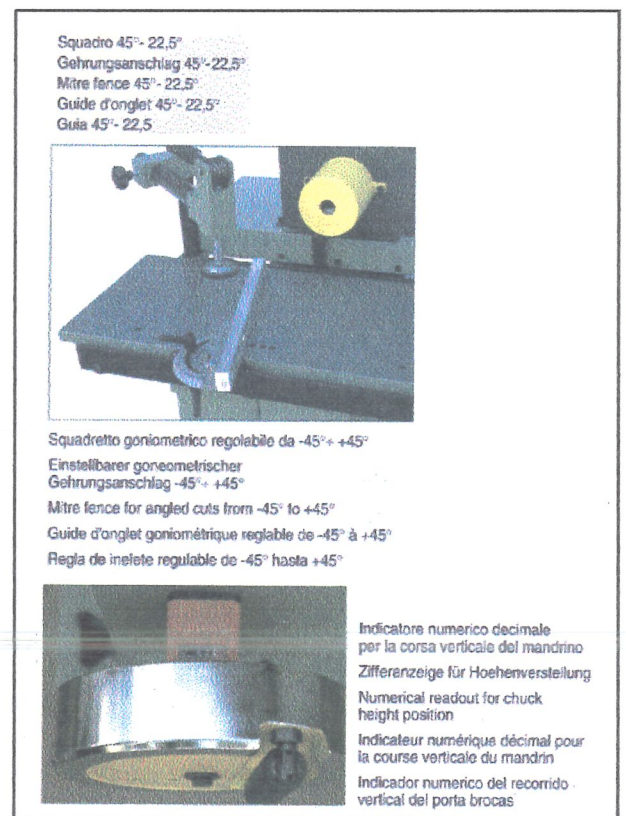 Squadro 45°- 22,5°
Gehrungsanschlag 45°-22,5°
Mitre fence 45°- 22,5°
Guide d'onglet 45°- 22,5°
Guia 45°- 22,5
Squadretto goniometrico regolabile da -45°÷ +45°
Einstellbarer goneometrischer
Gehrungsanschlag -45°÷ +45°
Mitre fence for angled cuts from -45° to +45°
Guide d'onglet goniométrique reglable de -45° à +45°
Regla de inelete regulable de -45° hasta +45°
Indicatore numerico decimale
per la corsa verticale del mandrino
Zifferanzeige für Hoehenverstellung
Numerical readout for chuck
height position
Indicateur numérique décimal pour
la course verticale du mandrin
Indicador numerico del recorrido
vertical del porta brocas